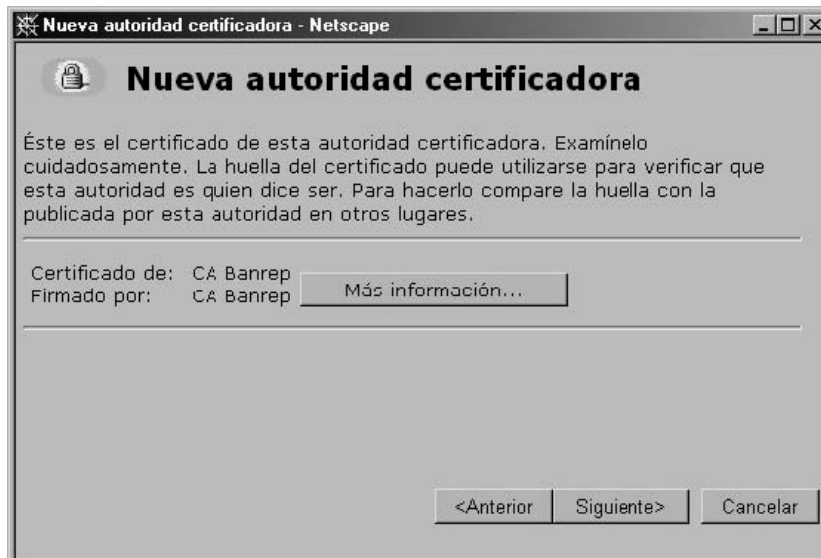 Nueva autoridad certificadora - Netscape
Nueva autoridad certificadora
Éste es el certificado de esta autoridad certificadora. Examínelo
cuidadosamente. La huella del certificado puede utilizarse para verificar que
esta autoridad es quien dice ser. Para hacerlo compare la huella con la
publicada por esta autoridad en otros lugares.
Certificado de: CA Banrep
Firmado por: CA Banrep
Más información...
<Anterior Siguiente> Cancelar